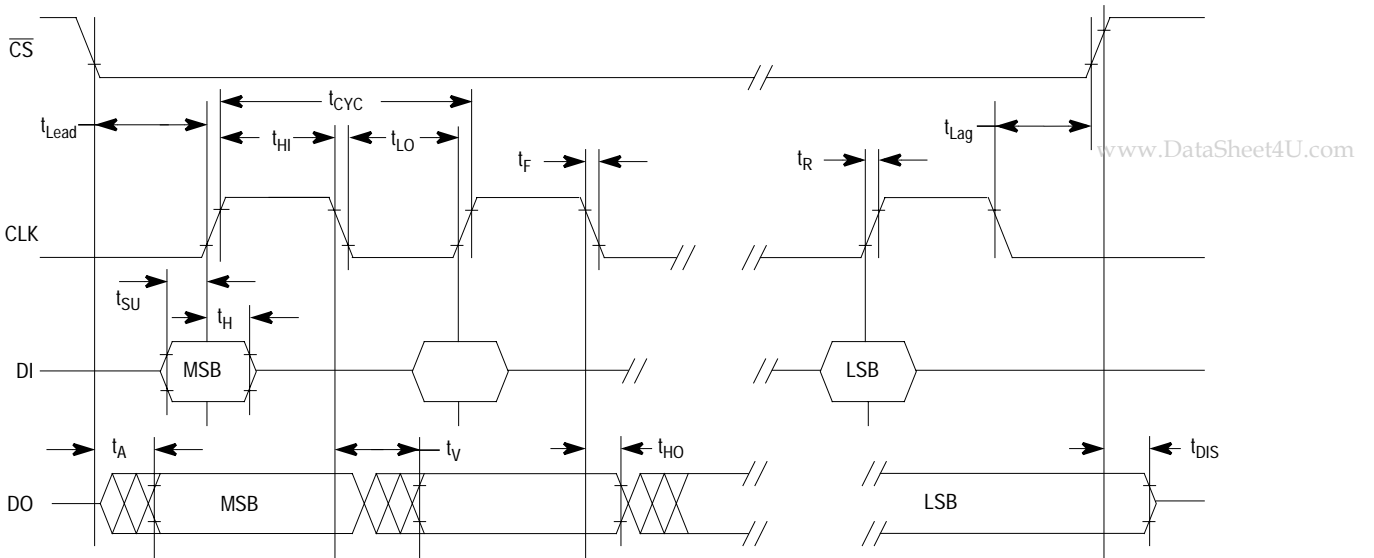 CS
tCYC
tLead
tHI
tLO
tF
tR
tLag
www.DataSheet4U.com
CLK
tSU
tH
DI
MSB
LSB
tA
tV
tHO
tDIS
DO
MSB
LSB